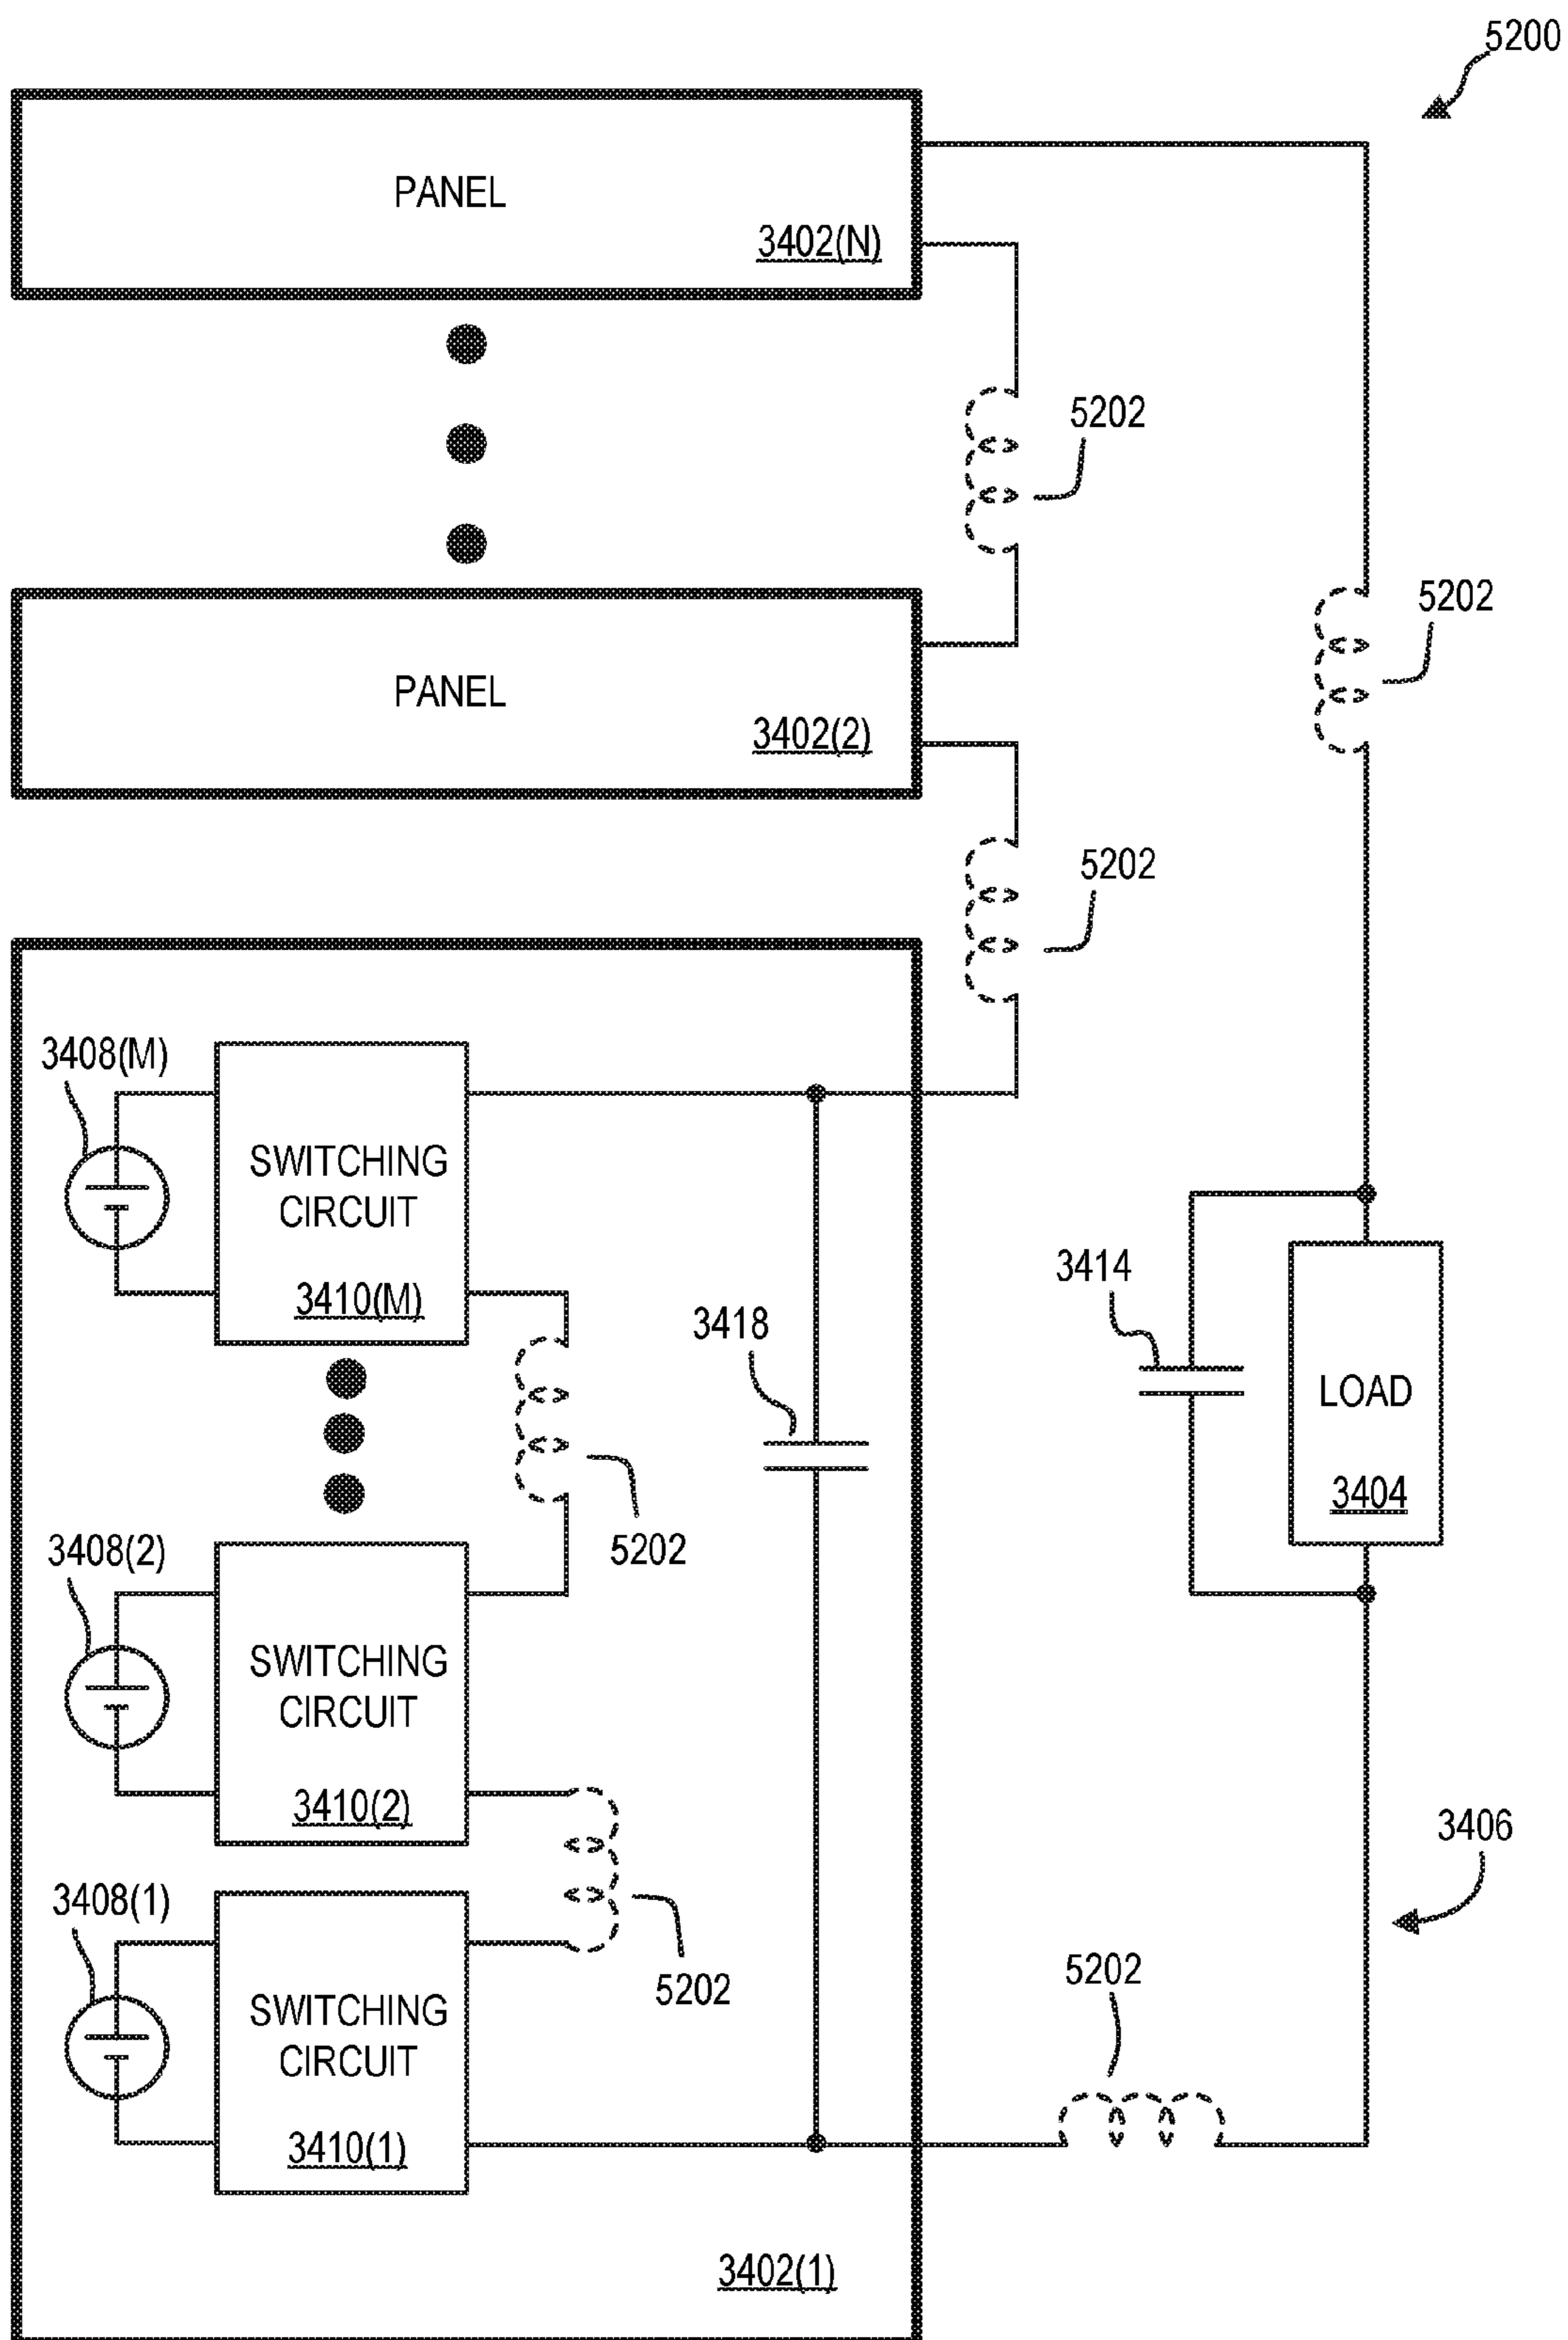 5200
PANEL
3402(N)
5202
5202
PANEL
3402(2)
5202
3408(M)
SWITCHING
CIRCUIT
3410(M)
3418
3414
LOAD
3404
5202
3408(2)
SWITCHING
CIRCUIT
3410(2)
3406
3408(1)
5202
SWITCHING
CIRCUIT
3410(1)
5202
3402(1)